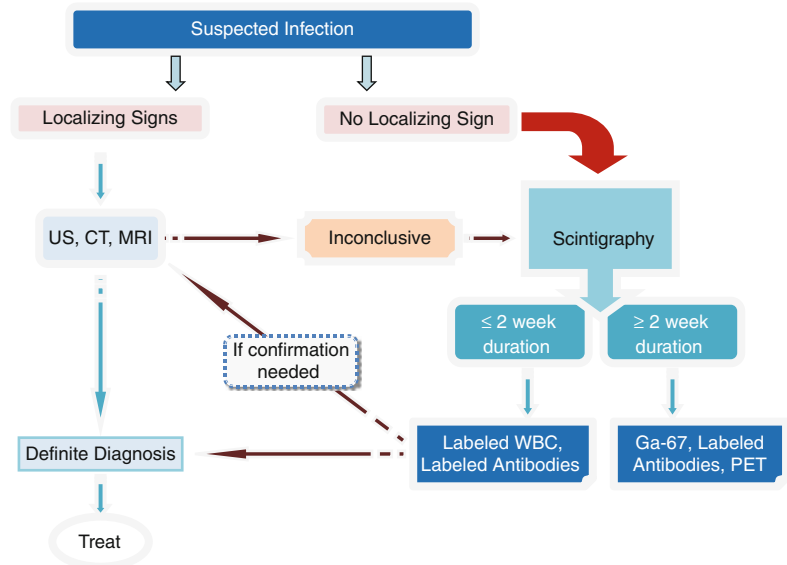 Suspected Infection
Localizing Signs
No Localizing Sign
US, CT, MRI
Inconclusive
Scintigraphy
≤ 2 week
duration
≥ 2 week
duration
If confirmation
needed
Definite Diagnosis
Labeled WBC,
Labeled Antibodies
Ga-67, Labeled
Antibodies, PET
Treat